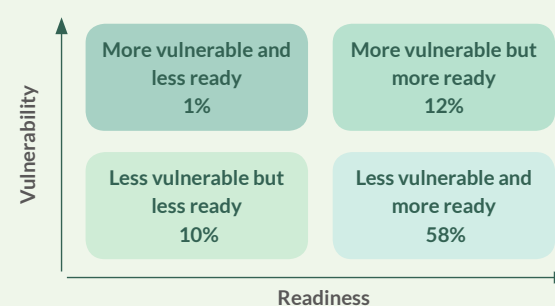 Vulnerability
More vulnerable and
less ready
1%
More vulnerable but
more ready
12%
Less vulnerable but
less ready
10%
Less vulnerable and
more ready
58%
Readiness